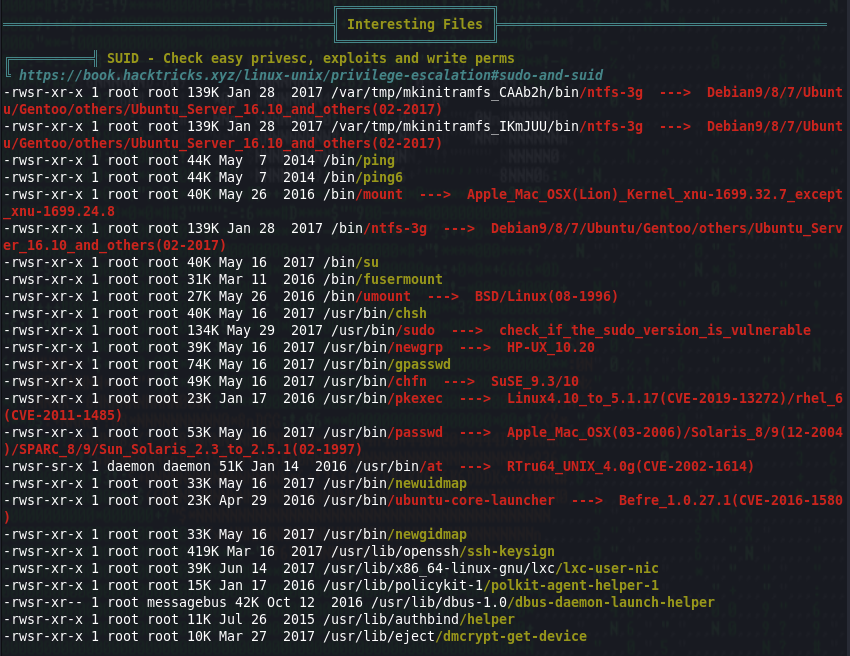 Interesting Files
SUID - Check easy privesc, exploits and write perms
https://book.hacktricks.xyz/linux-unix/privilege-escalation#sudo-and-suid
-rwsr-xr-x 1 root root 139K Jan 28  2017 /var/tmp/mkinitramfs_CAAb2h/bin/ntfs-3g  --->  Debian9/8/7/Ubunt
u/Gentoo/others/Ubuntu_Server_16.10_and_others(02-2017)
-rwsr-xr-x 1 root root 139K Jan 28  2017 /var/tmp/mkinitramfs_IKmJUU/bin/ntfs-3g  --->  Debian9/8/7/Ubunt
u/Gentoo/others/Ubuntu_Server_16.10_and_others(02-2017)
-rwsr-xr-x 1 root root 44K May  7  2014 /bin/ping
-rwsr-xr-x 1 root root 44K May  7  2014 /bin/ping6
-rwsr-xr-x 1 root root 40K May 26  2016 /bin/mount  --->  Apple_Mac_OSX(Lion)_Kernel_xnu-1699.32.7_except
_xnu-1699.24.8
-rwsr-xr-x 1 root root 139K Jan 28  2017 /bin/ntfs-3g  --->  Debian9/8/7/Ubuntu/Gentoo/others/Ubuntu_Serv
er_16.10_and_others(02-2017)
-rwsr-xr-x 1 root root 40K May 16  2017 /bin/su
-rwsr-xr-x 1 root root 31K Mar 11  2016 /bin/fusermount
-rwsr-xr-x 1 root root 27K May 26  2016 /bin/umount  --->  BSD/Linux(08-1996)
-rwsr-xr-x 1 root root 40K May 16  2017 /usr/bin/chsh
-rwsr-xr-x 1 root root 134K May 29  2017 /usr/bin/sudo  --->  check_if_the_sudo_version_is_vulnerable
-rwsr-xr-x 1 root root 39K May 16  2017 /usr/bin/newgrp  --->  HP-UX_10.20
-rwsr-xr-x 1 root root 74K May 16  2017 /usr/bin/gpasswd
-rwsr-xr-x 1 root root 49K May 16  2017 /usr/bin/chfn  --->  SuSE_9.3/10
-rwsr-xr-x 1 root root 23K Jan 17  2016 /usr/bin/pkexec  --->  Linux4.10_to_5.1.17(CVE-2019-13272)/rhel_6
(CVE-2011-1485)
-rwsr-xr-x 1 root root 53K May 16  2017 /usr/bin/passwd  --->  Apple_Mac_OSX(03-2006)/Solaris_8/9(12-2004
)/SPARC_8/9/Sun_Solaris_2.3_to_2.5.1(02-1997)
-rwsr-sr-x 1 daemon daemon 51K Jan 14  2016 /usr/bin/at  --->  RTru64_UNIX_4.0g(CVE-2002-1614)
-rwsr-xr-x 1 root root 33K May 16  2017 /usr/bin/newuidmap
-rwsr-xr-x 1 root root 23K Apr 29  2016 /usr/bin/ubuntu-core-launcher  --->  Befre_1.0.27.1(CVE-2016-1580
)
-rwsr-xr-x 1 root root 33K May 16  2017 /usr/bin/newgidmap
-rwsr-xr-x 1 root root 419K Mar 16  2017 /usr/lib/openssh/ssh-keysign
-rwsr-xr-x 1 root root 39K Jun 14  2017 /usr/lib/x86_64-linux-gnu/lxc/lxc-user-nic
-rwsr-xr-x 1 root root 15K Jan 17  2016 /usr/lib/policykit-1/polkit-agent-helper-1
-rwsr-xr-- 1 root messagebus 42K Oct 12  2016 /usr/lib/dbus-1.0/dbus-daemon-launch-helper
-rwsr-xr-x 1 root root 11K Jul 26  2015 /usr/lib/authbind/helper
-rwsr-xr-x 1 root root 10K Mar 27  2017 /usr/lib/eject/dmcrypt-get-device